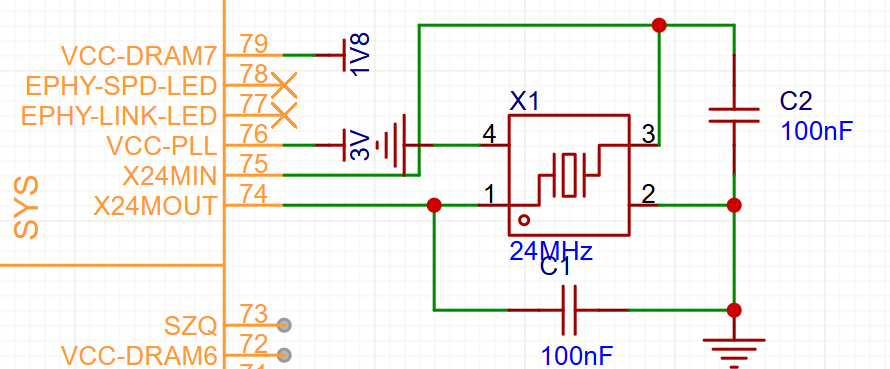 VCC-DRAM7 79 1V8
EPHY-SPD-LED 78
EPHY-LINK-LED 77
VCC-PLL 76 3V
X24MIN 75
X24MOUT 74
SYS
SZQ 73
VCC-DRAM6 72
X1
4 3
1 2
24MHz
C1
100nF
C2
100nF